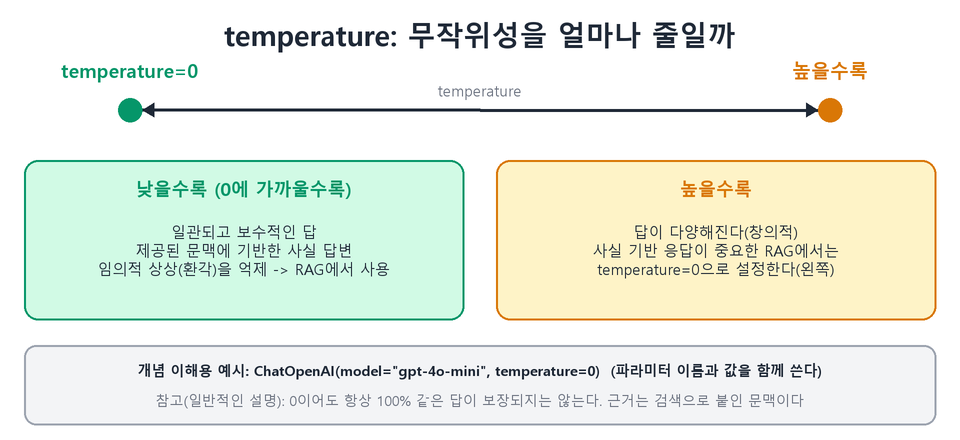 temperature: 무작위성을 얼마나 줄일까
temperature=0
높을수록
temperature
낮을수록 (0에 가까울수록)
일관되고 보수적인 답
제공된 문맥에 기반한 사실 답변
임의적 상상(환각)을 억제 -> RAG에서 사용
높을수록
답이 다양해진다(창의적)
사실 기반 응답이 중요한 RAG에서는
temperature=0으로 설정한다(왼쪽)
개념 이해용 예시: ChatOpenAI(model="gpt-4o-mini", temperature=0) (파라미터 이름과 값을 함께 쓴다)
참고(일반적인 설명): 0이어도 항상 100% 같은 답이 보장되지는 않는다. 근거는 검색으로 붙인 문맥이다